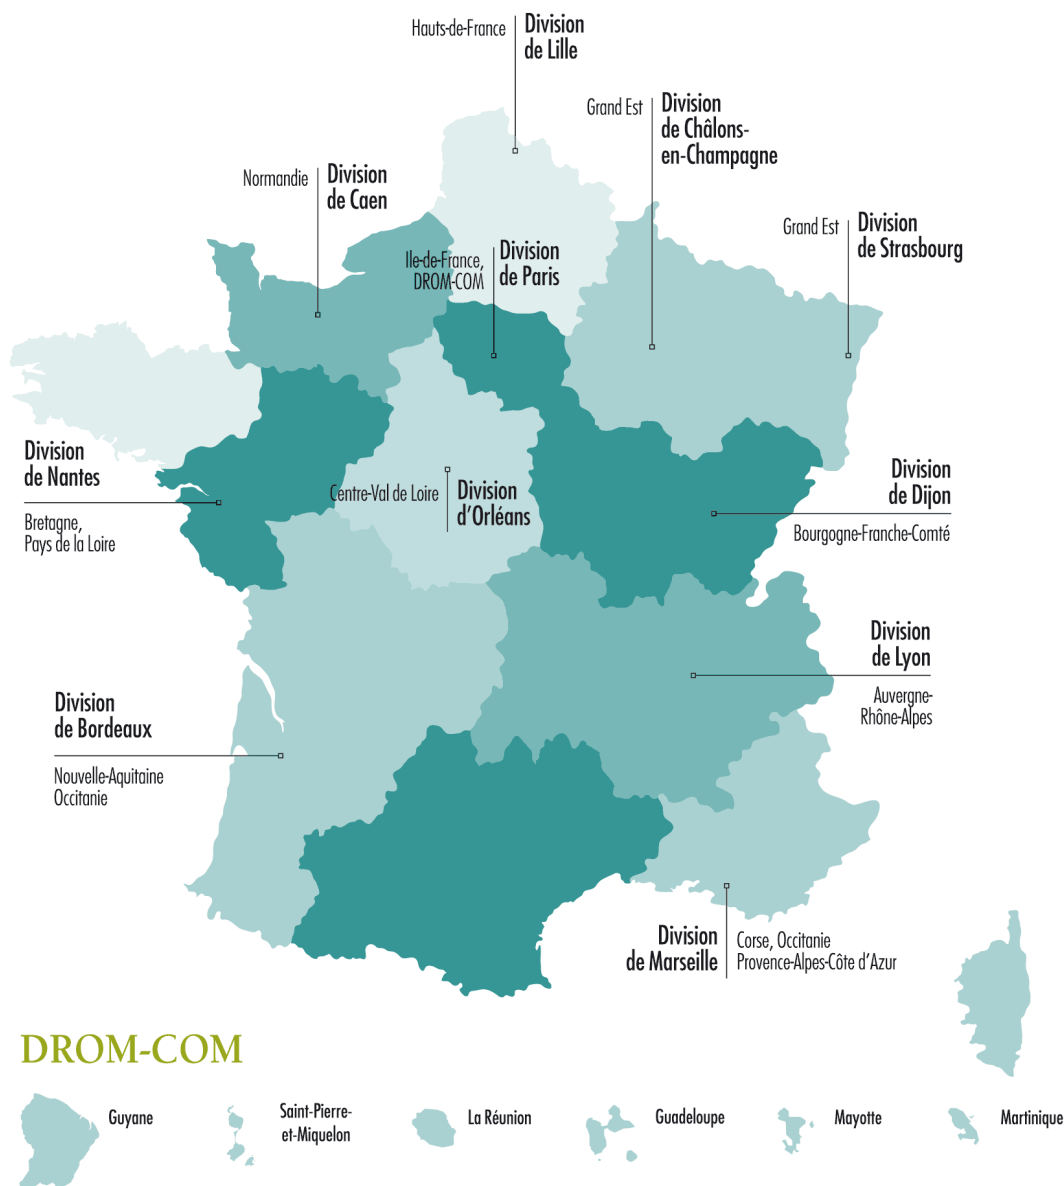 Hauts-de-France
Division
de Lille
Grand Est
Division
de Châlons-
en-Champagne
Normandie
Division
de Caen
Grand Est
Division
de Strasbourg
Ile-de-France,
DROM-COM
Division
de Paris
Division
de Nantes
Bretagne,
Pays de la Loire
Centre-Val de Loire
Division
d'Orléans
Division
de Dijon
Bourgogne-Franche-Comté
Division
de Lyon
Auvergne-
Rhône-Alpes
Division
de Bordeaux
Nouvelle-Aquitaine
Occitanie
Division
de Marseille
Corse, Occitanie
Provence-Alpes-Côte d'Azur
DROM-COM
Guyane
Saint-Pierre-
et-Miquelon
La Réunion
Guadeloupe
Mayotte
Martinique